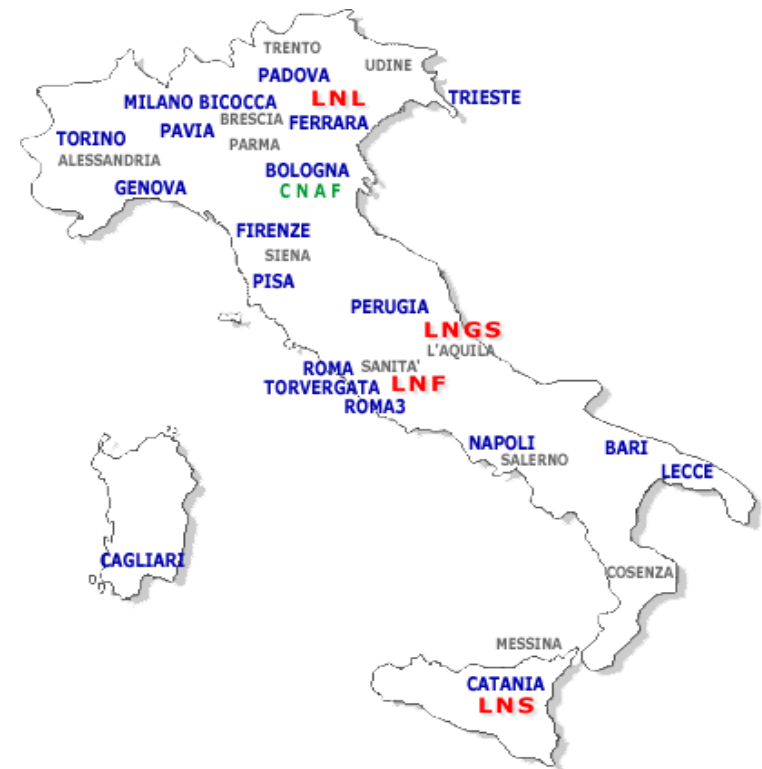 TRENTO
UDINE
PADOVA
LNL
TRIESTE
MILANO BICOCCA
BRESCIA
FERRARA
PAVIA
TORINO
PARMA
ALESSANDRIA
BOLOGNA
GENOVA
CNAF
FIRENZE
SIENA
PISA
PERUGIA
LNGS
L'AQUILA
ROMA
SANITA'
TORVERGATA
LNF
ROMA3
NAPOLI
SALERNO
BARI
LECCE
CAGLIARI
COSENZA
MESSINA
CATANIA
LNS